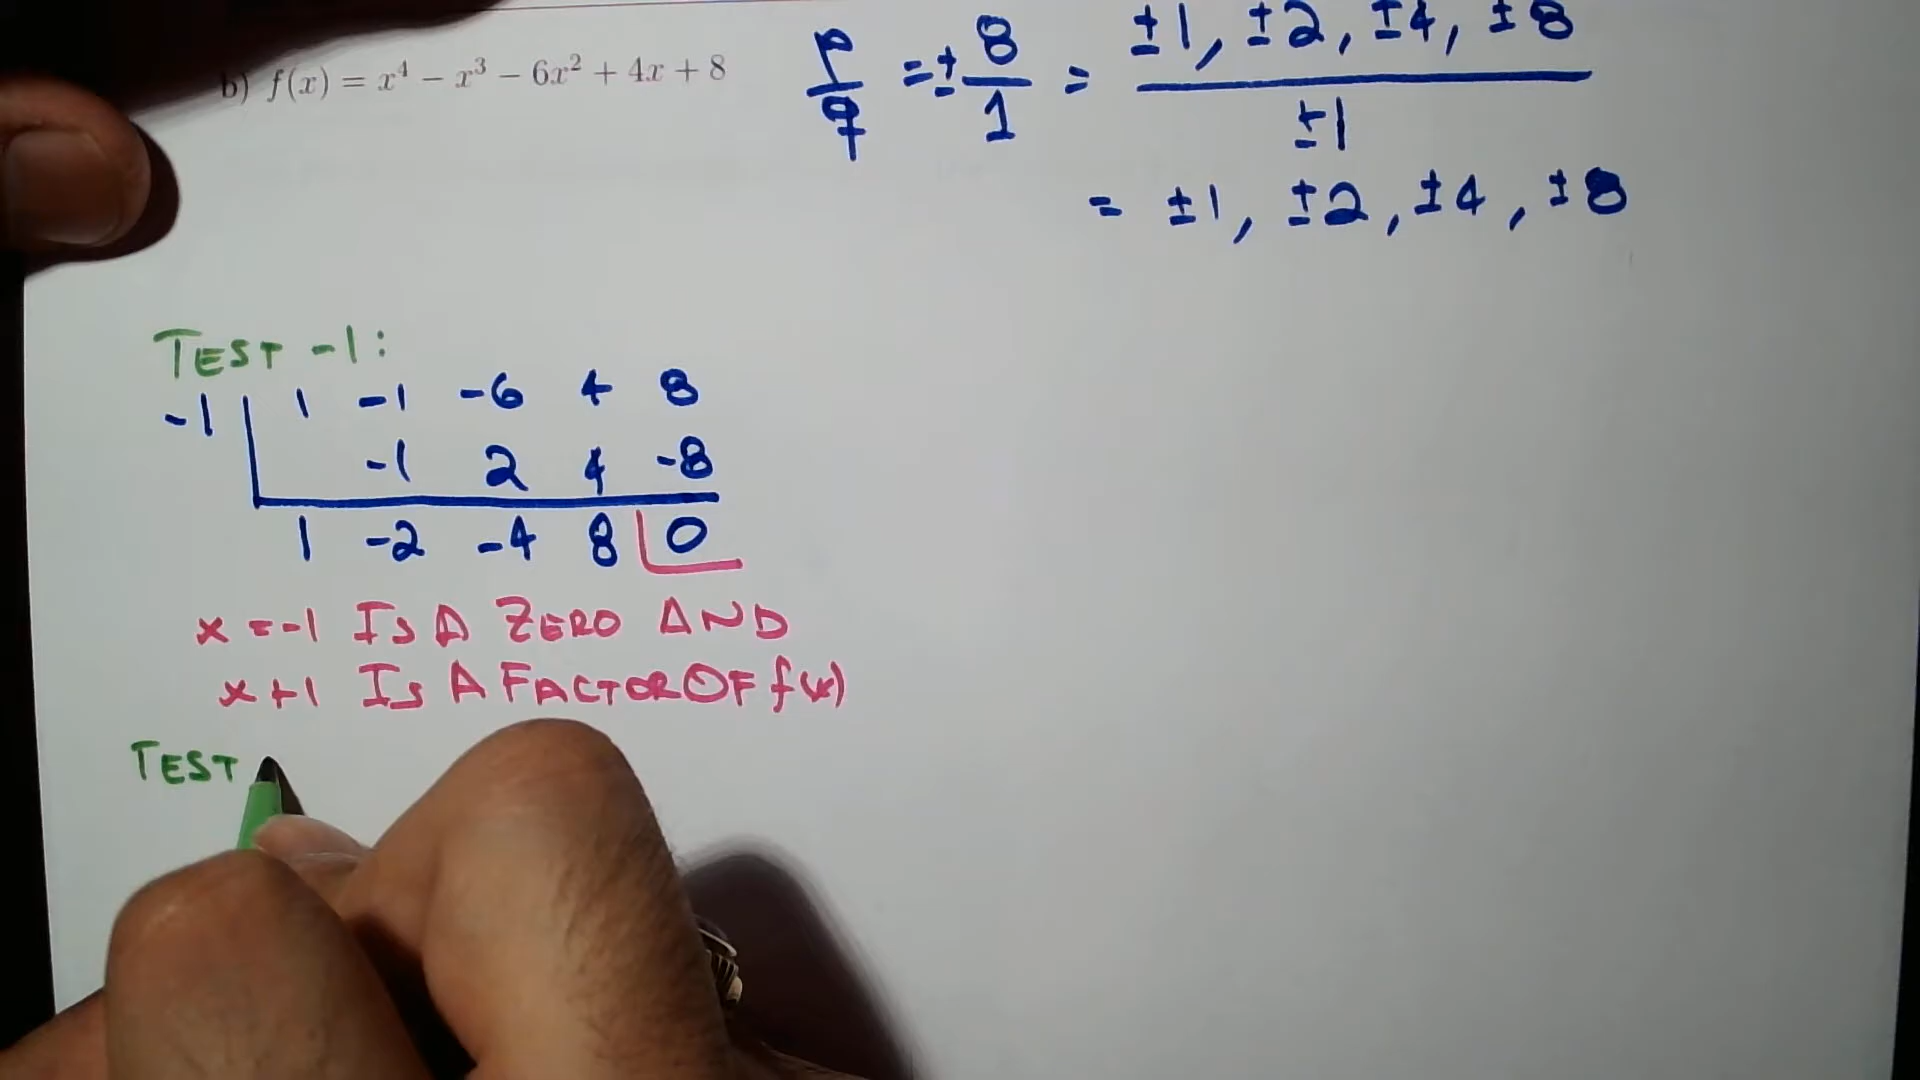 b) f(x) = x⁴ − x³ − 6x² + 4x + 8
p/q = ± 8/1 = ±1, ±2, ±4, ±8 / ±1
= ±1, ±2, ±4, ±8
TEST -1:
-1 | 1 -1 -6 4 8
-1 2 4 -8
1 -2 -4 8 0
x = -1 IS A ZERO AND
x+1 IS A FACTOR OF f(x)
TEST